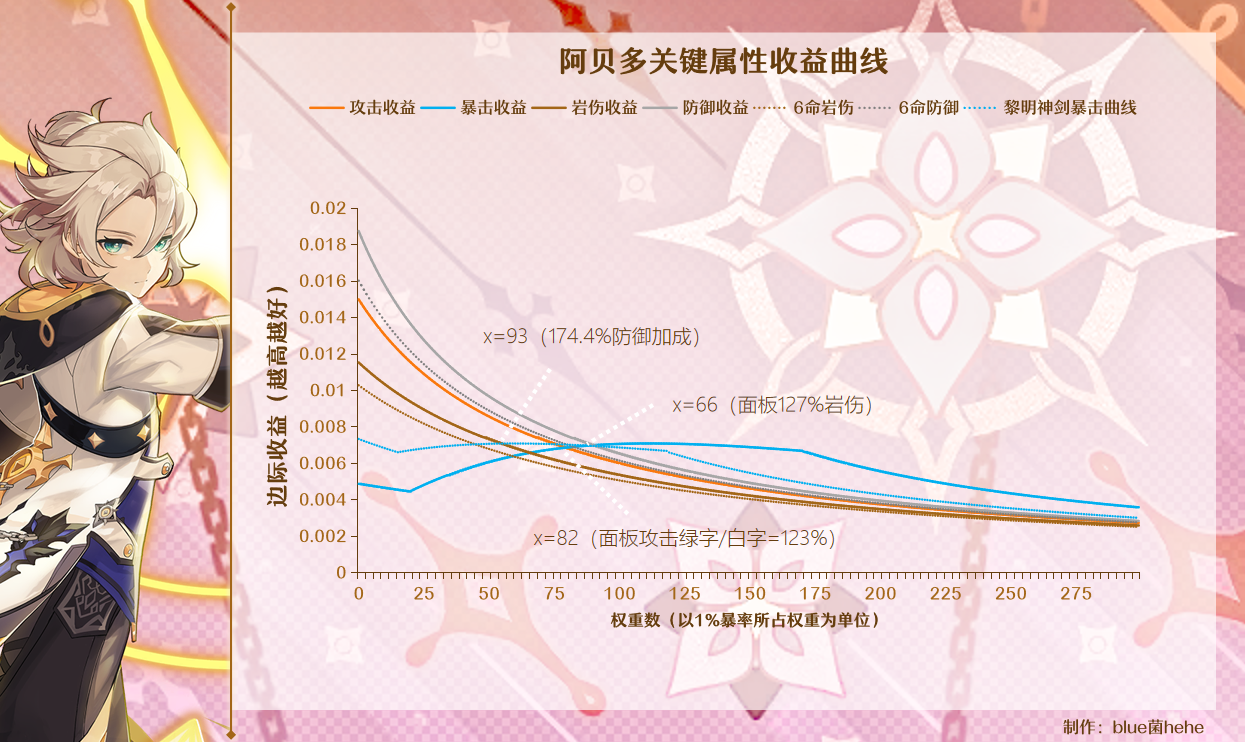 阿贝多关键属性收益曲线
攻击收益 暴击收益 岩伤收益 防御收益 6命岩伤 6命防御 黎明神剑暴击曲线
边际收益（越高越好）
0.02
0.018
0.016
0.014
0.012
0.01
0.008
0.006
0.004
0.002
0
x=93（174.4%防御加成）
x=66（面板127%岩伤）
x=82（面板攻击绿字/白字=123%）
0 25 50 75 100 125 150 175 200 225 250 275
权重数（以1%暴率所占权重为单位）
制作：blue菌hehe